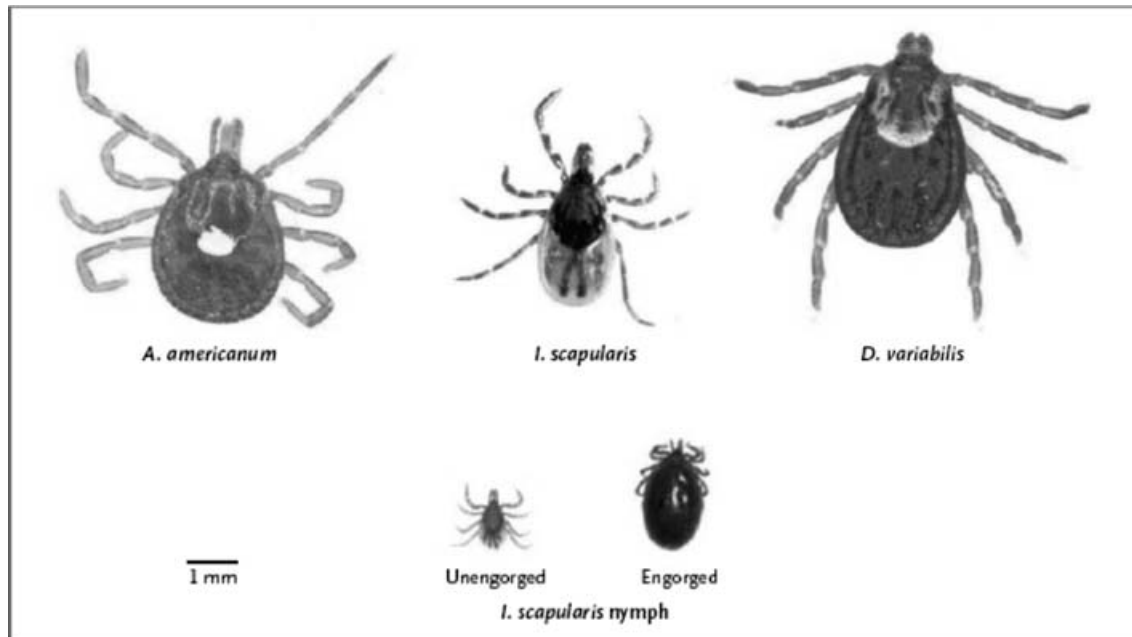 A. americanum
I. scapularis
D. variabilis
1 mm
Unengorged
Engorged
I. scapularis nymph